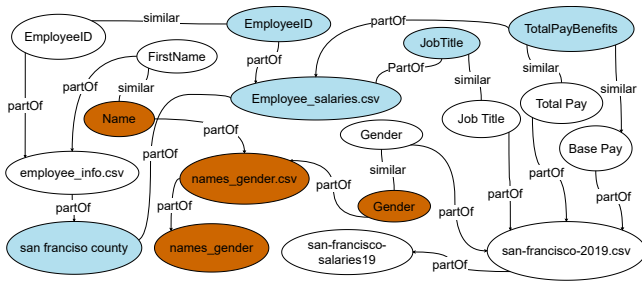 similar
EmployeeID
EmployeeID
JobTitle
TotalPayBenefits
partOf
FirstName
partOf
PartOf
similar
similar
similar
partOf
partOf
similar
Employee_salaries.csv
Total Pay
Name
Job Title
Gender
partOf
partOf
Base Pay
employee_info.csv
names_gender.csv
similar
partOf
partOf
partOf
partOf
partOf
partOf
partOf
Gender
san franciso county
names_gender
san-francisco-
salaries19
san-francisco-2019.csv
partOf